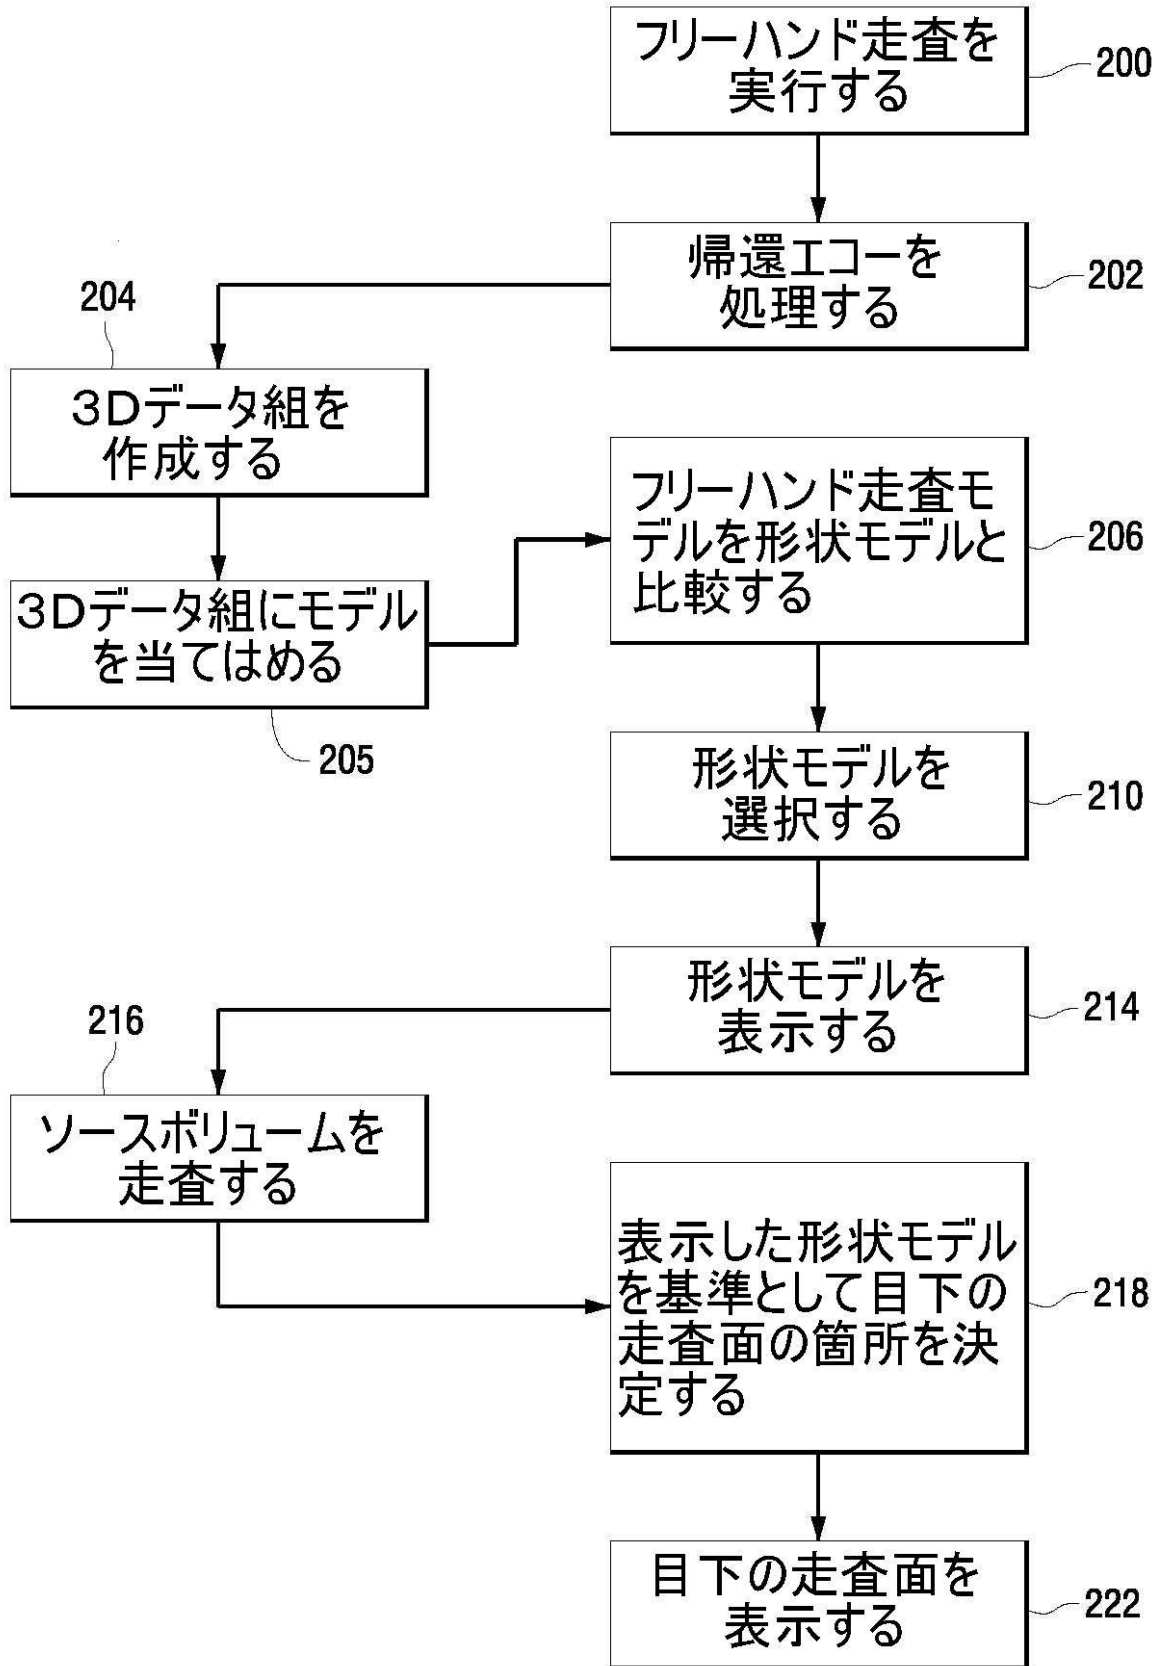 フリーハンド走査を
実行する
200
帰還エコーを
処理する
202
204
3Dデータ組を
作成する
3Dデータ組にモデル
を当てはめる
205
フリーハンド走査モ
デルを形状モデルと
比較する
206
形状モデルを
選択する
210
形状モデルを
表示する
214
216
ソースボリュームを
走査する
表示した形状モデル
を基準として目下の
走査面の箇所を決
定する
218
目下の走査面を
表示する
222